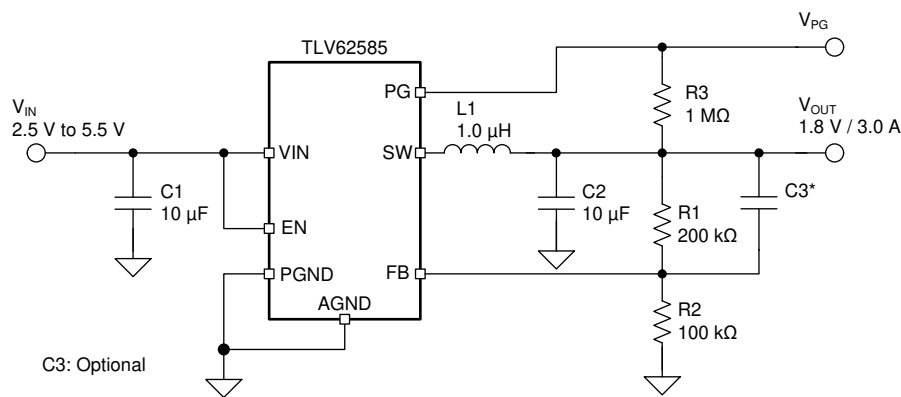 TLV62585
V_PG
PG
R3
1 MΩ
V_IN
2.5 V to 5.5 V
L1
1.0 µH
V_OUT
1.8 V / 3.0 A
VIN
SW
C1
10 µF
C2
10 µF
R1
200 kΩ
C3*
EN
PGND
FB
AGND
R2
100 kΩ
C3: Optional